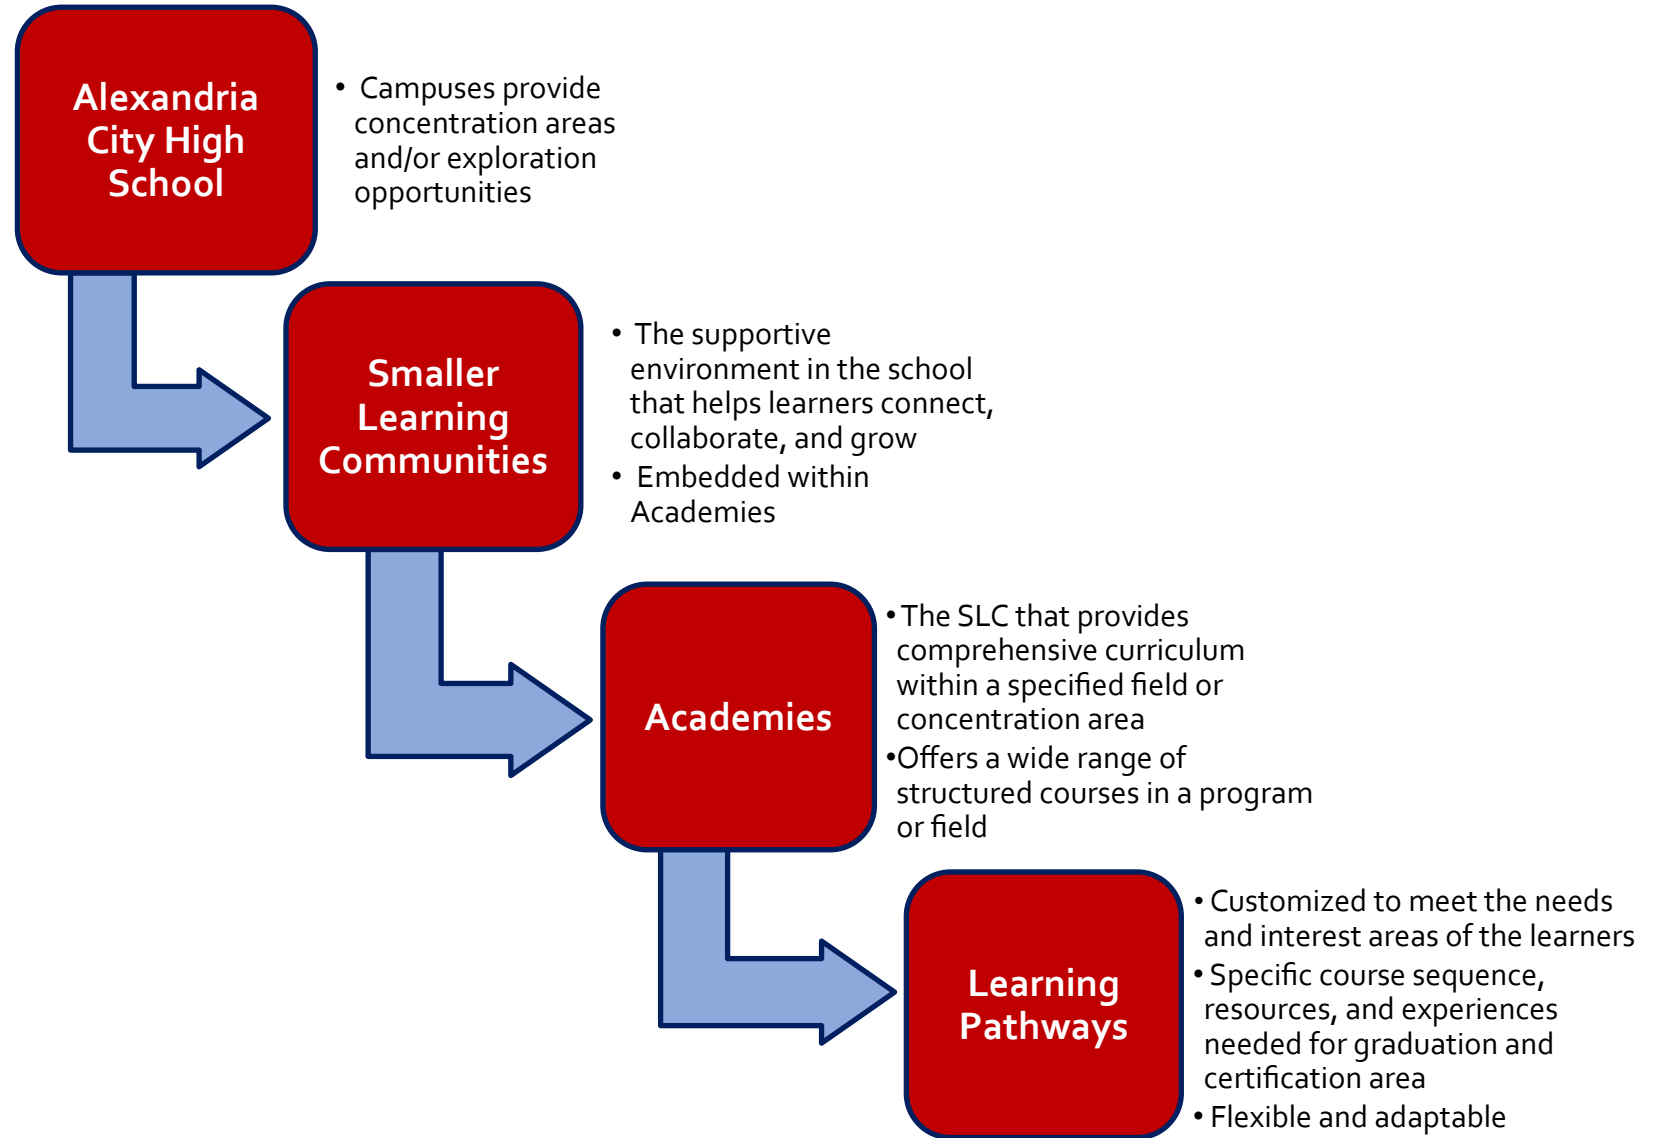 Alexandria
City High
School
• Campuses provide
concentration areas
and/or exploration
opportunities
Smaller
Learning
Communities
• The supportive
environment in the school
that helps learners connect,
collaborate, and grow
• Embedded within
Academies
Academies
•The SLC that provides
comprehensive curriculum
within a specified field or
concentration area
•Offers a wide range of
structured courses in a program
or field
Learning
Pathways
• Customized to meet the needs
and interest areas of the learners
• Specific course sequence,
resources, and experiences
needed for graduation and
certification area
• Flexible and adaptable